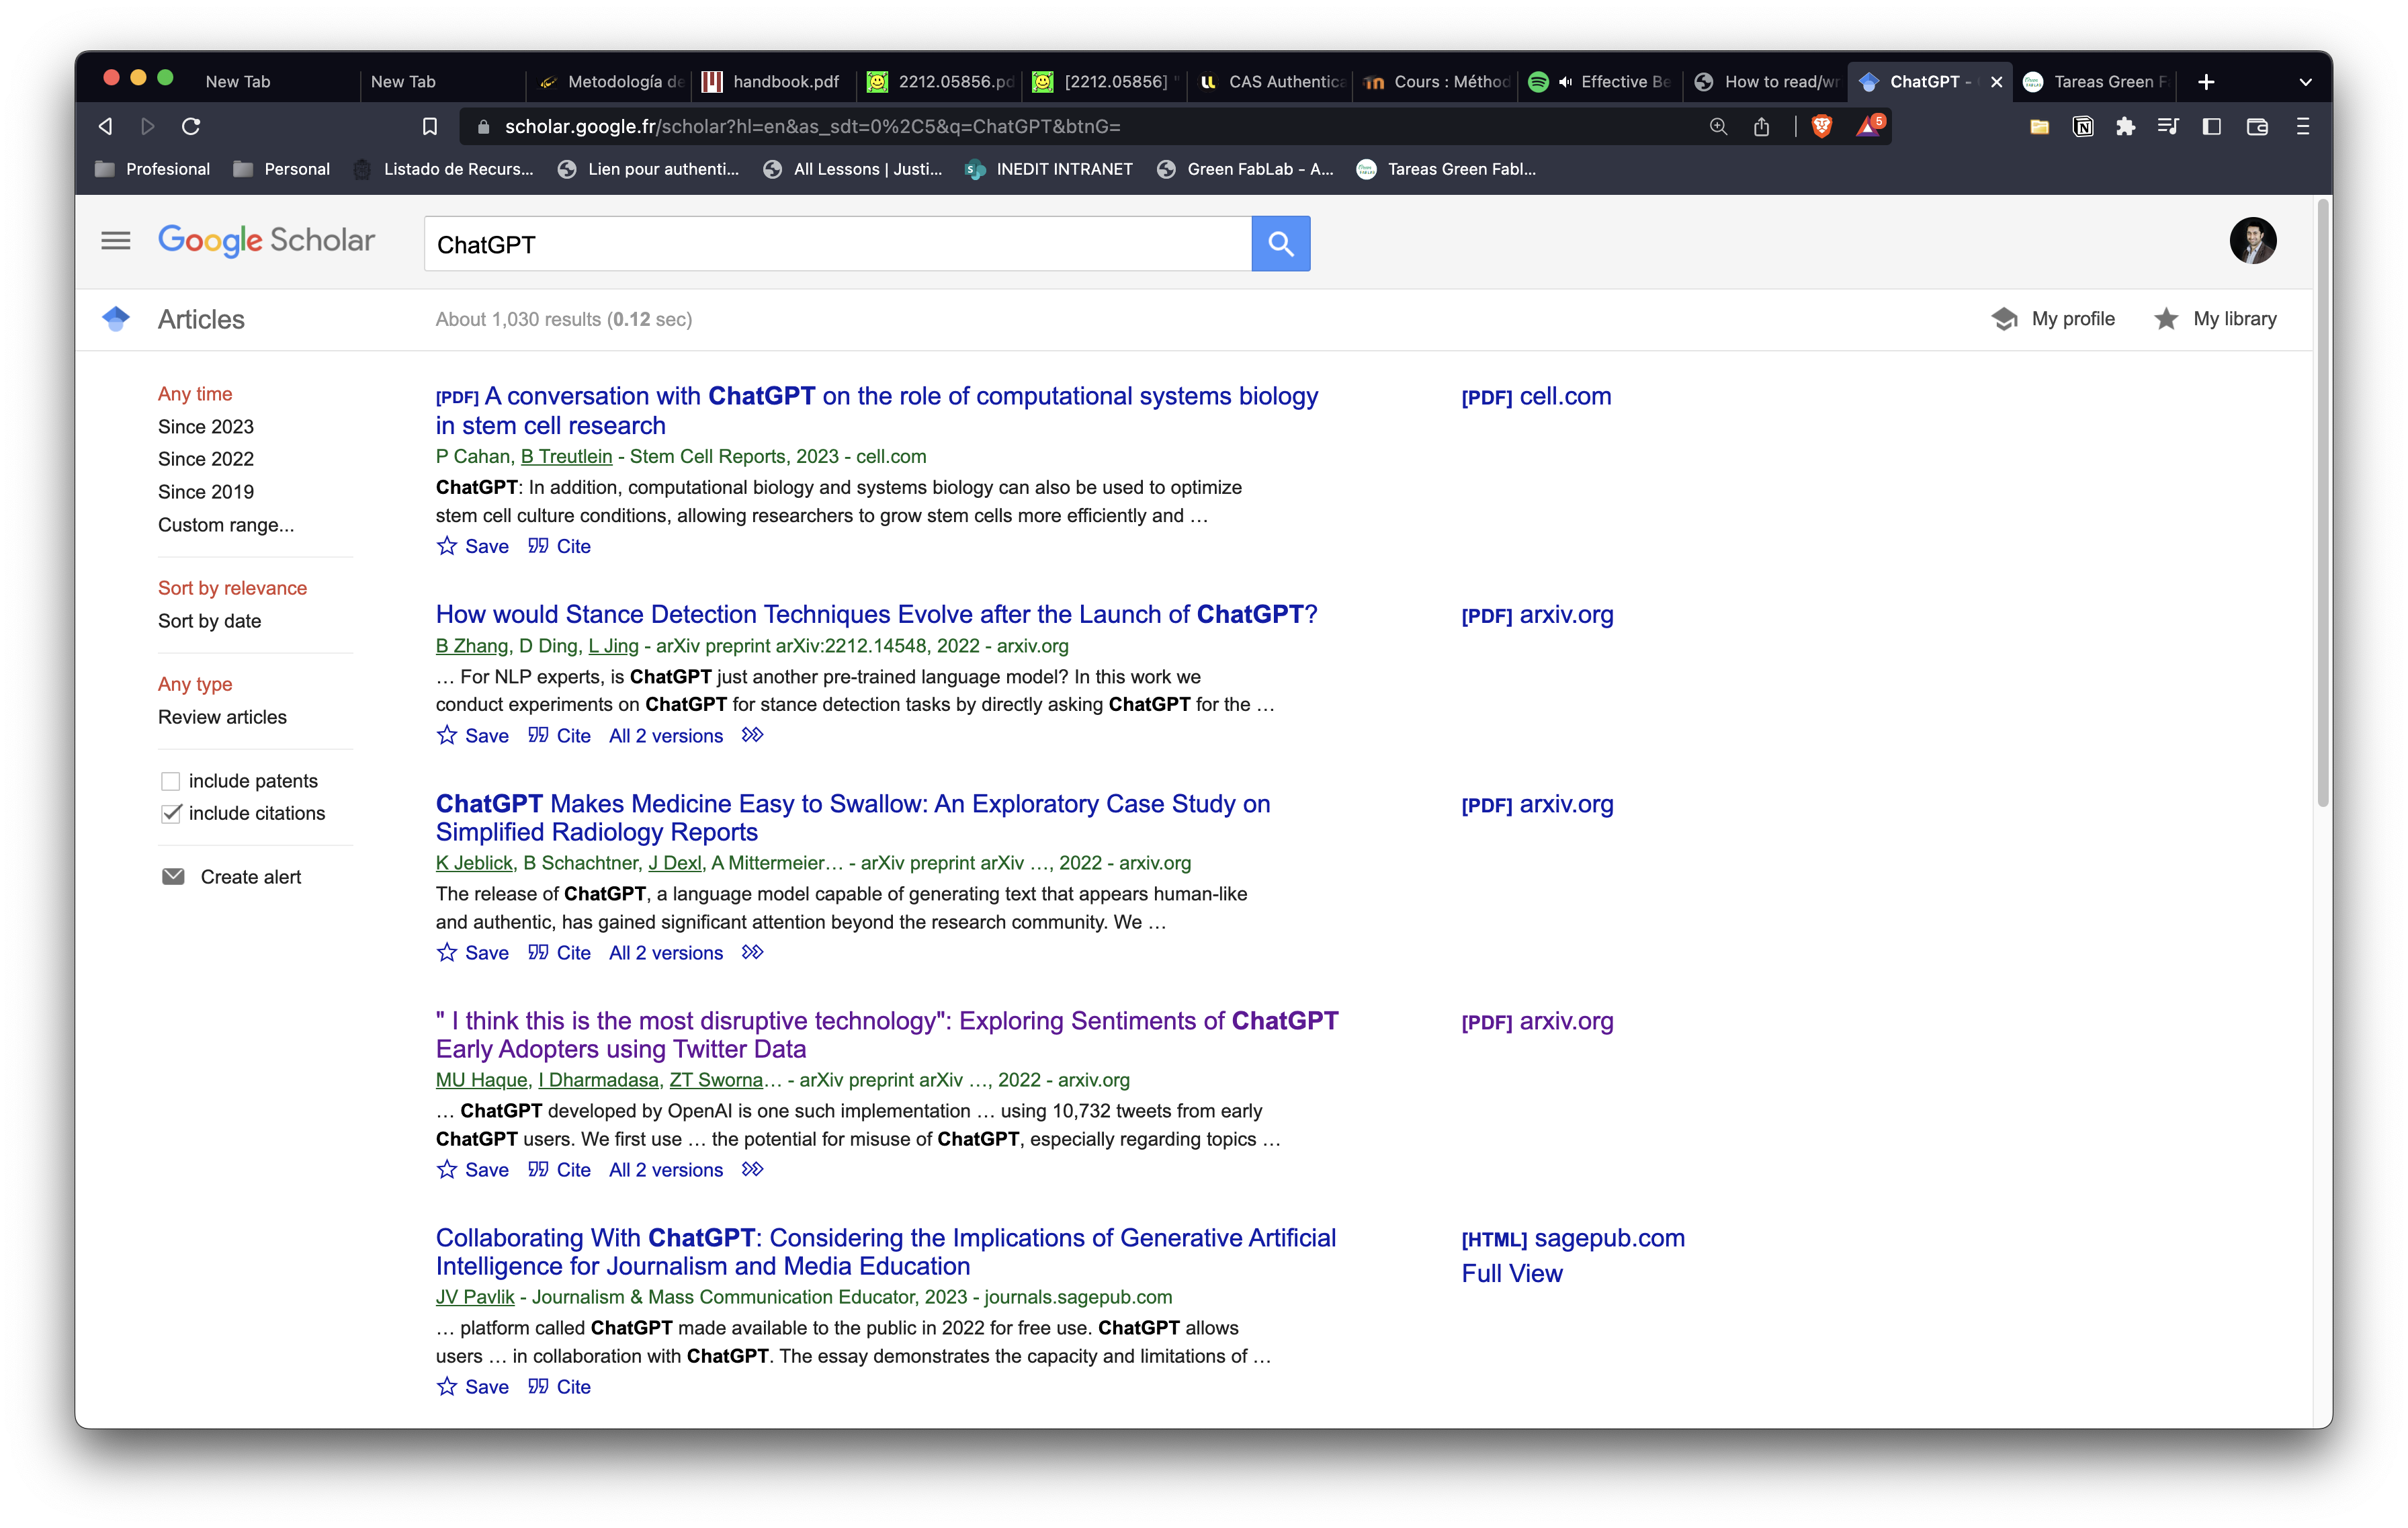 New Tab
New Tab
Metodología de
handbook.pdf
2212.05856.pd
[2212.05856] "
CAS Authentica
Cours : Méthod
Effective Be
How to read/wr
ChatGPT -
Tareas Green F
scholar.google.fr/scholar?hl=en&as_sdt=0%2C5&q=ChatGPT&btnG=
5
Profesional
Personal
Listado de Recurs...
Lien pour authenti...
All Lessons | Justi...
INEDIT INTRANET
Green FabLab - A...
Tareas Green Fabl...
Google Scholar
ChatGPT
Articles
About 1,030 results (0.12 sec)
My profile
My library
Any time
Since 2023
Since 2022
Since 2019
Custom range...
Sort by relevance
Sort by date
Any type
Review articles
include patents
include citations
Create alert
[PDF] A conversation with ChatGPT on the role of computational systems biology
in stem cell research
P Cahan, B Treutlein - Stem Cell Reports, 2023 - cell.com
ChatGPT: In addition, computational biology and systems biology can also be used to optimize
stem cell culture conditions, allowing researchers to grow stem cells more efficiently and …
Save Cite
[PDF] cell.com
How would Stance Detection Techniques Evolve after the Launch of ChatGPT?
B Zhang, D Ding, L Jing - arXiv preprint arXiv:2212.14548, 2022 - arxiv.org
… For NLP experts, is ChatGPT just another pre-trained language model? In this work we
conduct experiments on ChatGPT for stance detection tasks by directly asking ChatGPT for the …
Save Cite All 2 versions
[PDF] arxiv.org
ChatGPT Makes Medicine Easy to Swallow: An Exploratory Case Study on
Simplified Radiology Reports
K Jeblick, B Schachtner, J Dexl, A Mittermeier… - arXiv preprint arXiv …, 2022 - arxiv.org
The release of ChatGPT, a language model capable of generating text that appears human-like
and authentic, has gained significant attention beyond the research community. We …
Save Cite All 2 versions
[PDF] arxiv.org
" I think this is the most disruptive technology": Exploring Sentiments of ChatGPT
Early Adopters using Twitter Data
MU Haque, I Dharmadasa, ZT Sworna… - arXiv preprint arXiv …, 2022 - arxiv.org
… ChatGPT developed by OpenAI is one such implementation … using 10,732 tweets from early
ChatGPT users. We first use … the potential for misuse of ChatGPT, especially regarding topics …
Save Cite All 2 versions
[PDF] arxiv.org
Collaborating With ChatGPT: Considering the Implications of Generative Artificial
Intelligence for Journalism and Media Education
JV Pavlik - Journalism & Mass Communication Educator, 2023 - journals.sagepub.com
… platform called ChatGPT made available to the public in 2022 for free use. ChatGPT allows
users … in collaboration with ChatGPT. The essay demonstrates the capacity and limitations of …
Save Cite
[HTML] sagepub.com
Full View